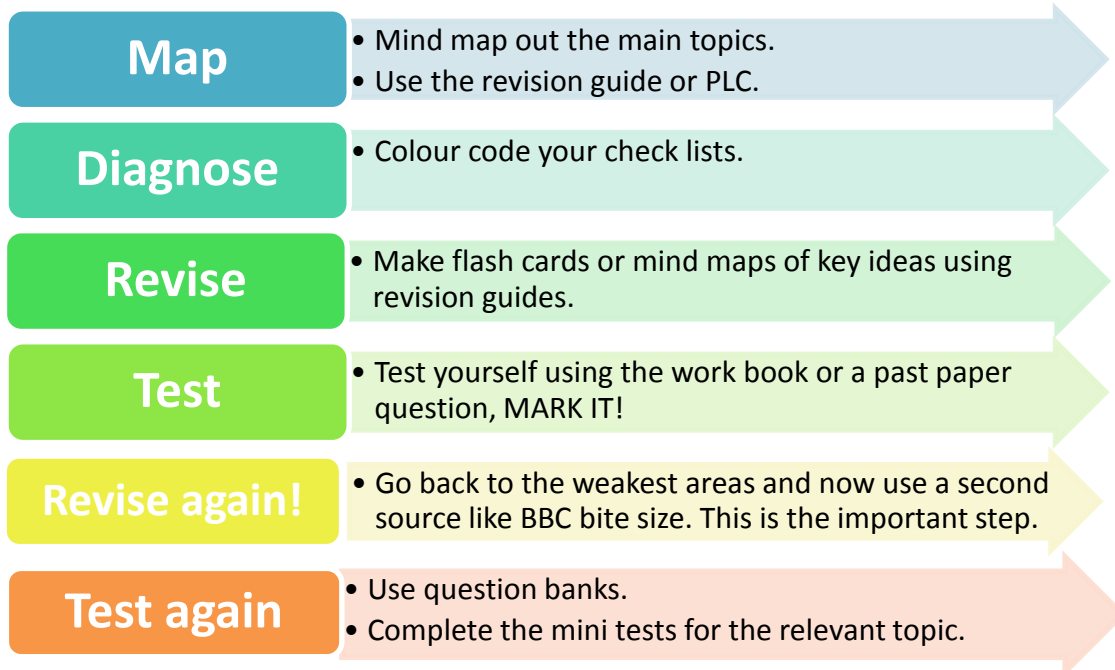 Map
• Mind map out the main topics.
• Use the revision guide or PLC.
Diagnose
• Colour code your check lists.
Revise
• Make flash cards or mind maps of key ideas using
revision guides.
Test
• Test yourself using the work book or a past paper
question, MARK IT!
Revise again!
• Go back to the weakest areas and now use a second
source like BBC bite size. This is the important step.
Test again
• Use question banks.
• Complete the mini tests for the relevant topic.